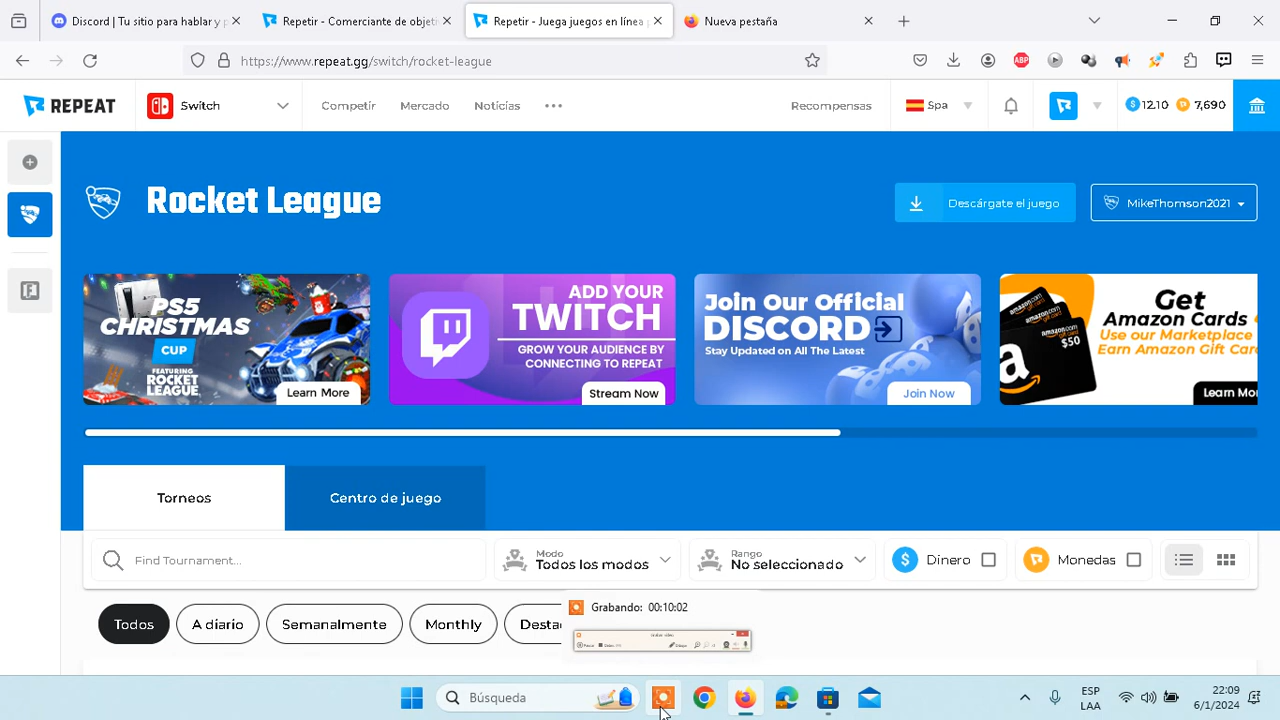 Discord | Tu sitio para hablar y p
Repetir - Comerciante de objet
Repetir - Juega juegos en línea
Nueva pestaña
https://www.repeat.gg/switch/rocket-league
ABP
REPEAT
Switch
Competir
Mercado
Noticias
Recompensas
Spa
12.10
7,690
Rocket League
Descárgate el juego
MikeThomson2021
PS5
CHRISTMAS
CUP
FEATURING
ROCKET
LEAGUE
Learn More
ADD YOUR
TWITCH
GROW YOUR AUDIENCE BY
CONNECTING TO REPEAT
Stream Now
Join Our Official
DISCORD
Stay Updated on All The Latest
Join Now
amazon.com
$50
Get
Amazon Cards
Use our Marketplace
Earn Amazon Gift Car
Learn Mo
Torneos
Centro de juego
Find Tournament...
Modo
Todos los modos
Rango
No seleccionado
Dinero
Monedas
Todos
A diario
Semanalmente
Monthly
Desta
Grabando: 00:10:02
Búsqueda
ESP
LAA
22:09
6/1/2024